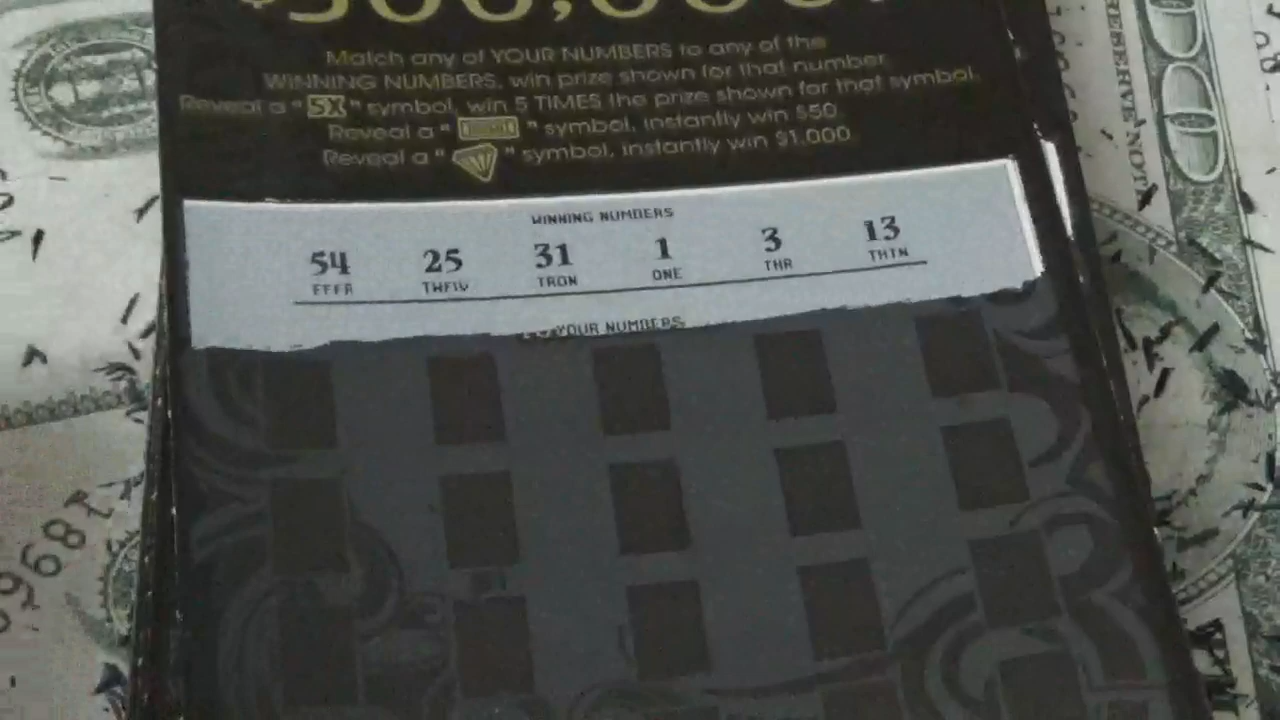 Match any of YOUR NUMBERS to any of the
WINNING NUMBERS, win prize shown for that number.
Reveal a "5X" symbol, win 5 TIMES the prize shown for that symbol.
Reveal a " " symbol, instantly win $50.
Reveal a " " symbol, instantly win $1,000.
WINNING NUMBERS
54 25 31 1 3 13
FFFR TWFIV TRON ONE THR THTN
YOUR NUMBERS